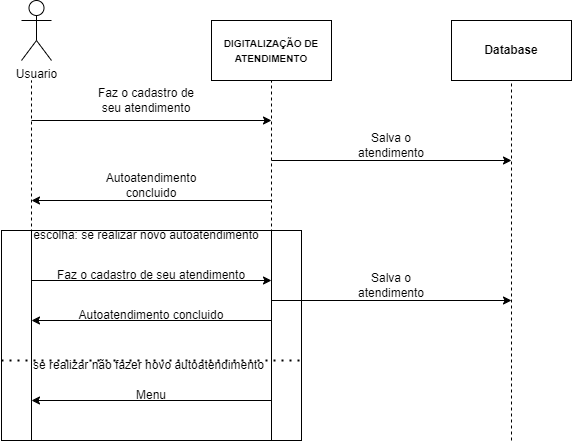 Usuario
DIGITALIZAÇÃO DE
ATENDIMENTO
Database
Faz o cadastro de
seu atendimento
Salva o
atendimento
Autoatendimento
concluido
escolha: se realizar novo autoatendimento
Faz o cadastro de seu atendimento
Salva o
atendimento
Autoatendimento concluido
se realizar não fazer novo autoatendimento
Menu